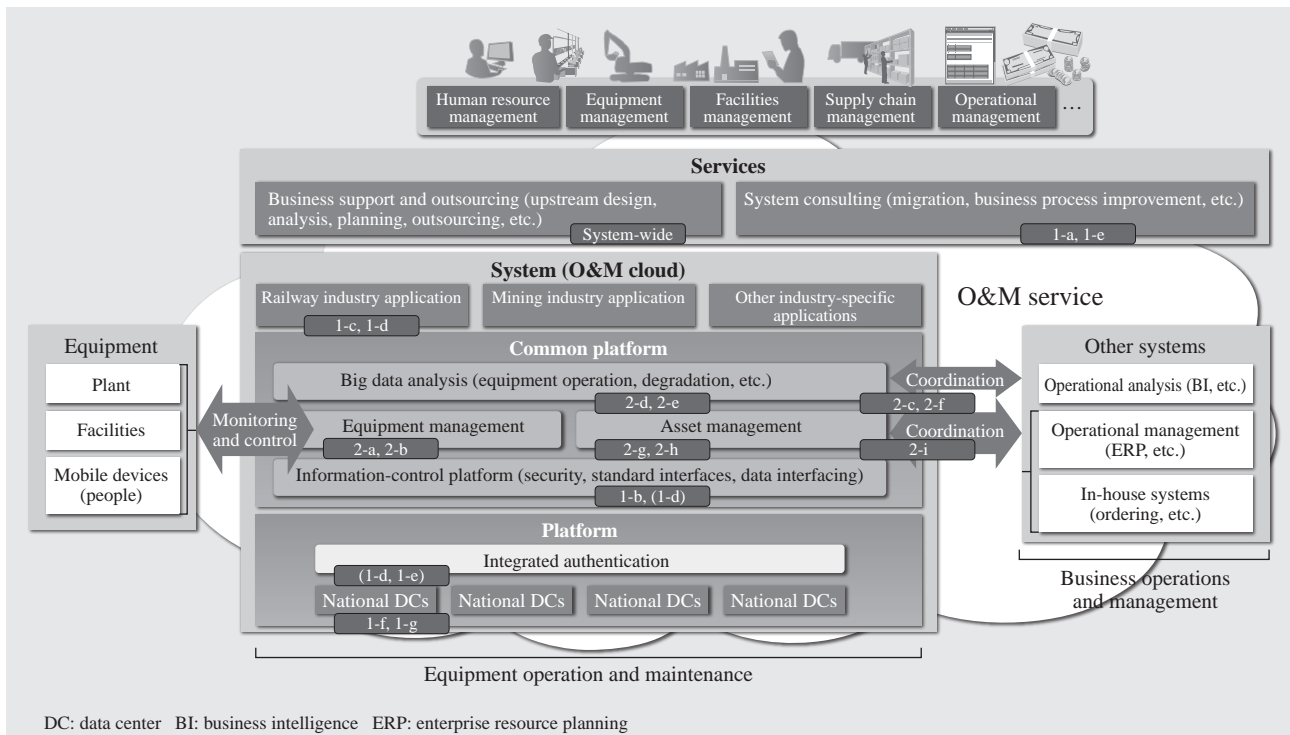 Human resource
management
Equipment
management
Facilities
management
Supply chain
management
Operational
management
…
Services
Business support and outsourcing (upstream design,
analysis, planning, outsourcing, etc.)
System-wide
System consulting (migration, business process improvement, etc.)
1-a, 1-e
System (O&M cloud)
Railway industry application
1-c, 1-d
Mining industry application
Other industry-specific
applications
O&M service
Equipment
Plant
Facilities
Mobile devices
(people)
Monitoring
and control
Common platform
Big data analysis (equipment operation, degradation, etc.)
2-d, 2-e
2-c, 2-f
Equipment management
2-a, 2-b
Asset management
2-g, 2-h
2-i
Information-control platform (security, standard interfaces, data interfacing)
1-b, (1-d)
Coordination
Coordination
Other systems
Operational analysis (BI, etc.)
Operational management
(ERP, etc.)
In-house systems
(ordering, etc.)
Business operations
and management
Platform
Integrated authentication
(1-d, 1-e)
National DCs
National DCs
National DCs
National DCs
1-f, 1-g
Equipment operation and maintenance
DC: data center BI: business intelligence ERP: enterprise resource planning